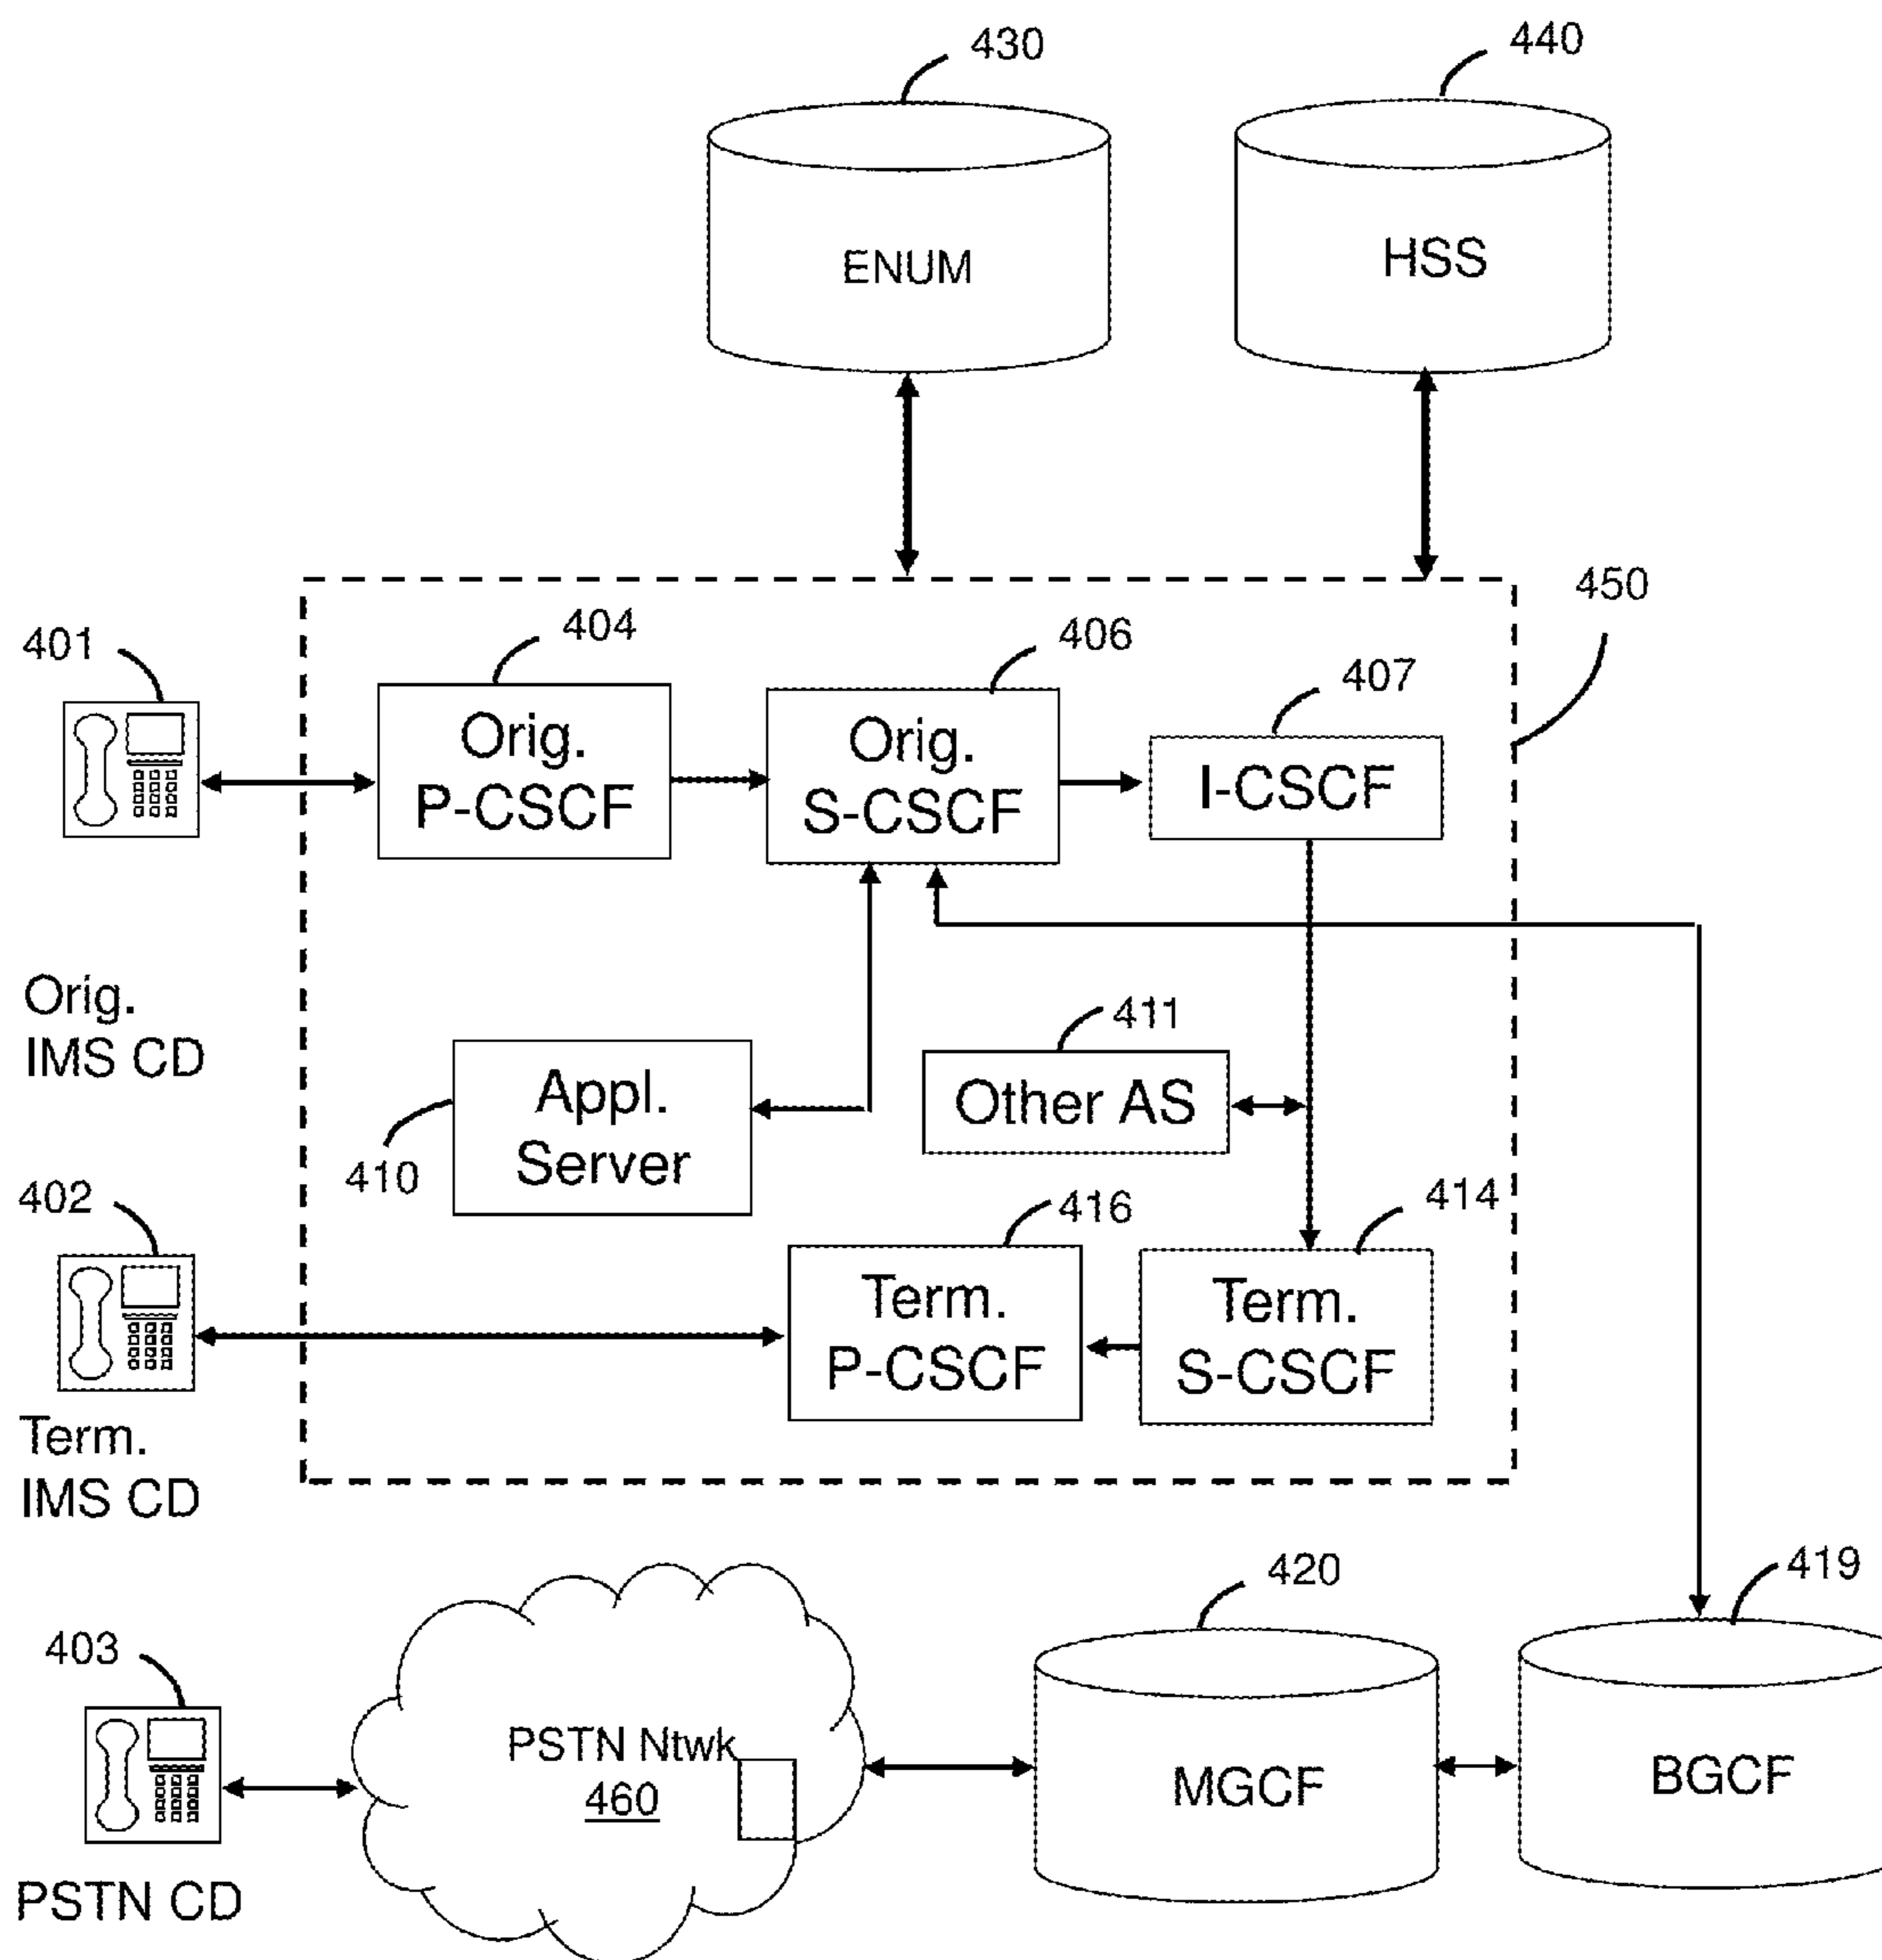 430
440
ENUM
HSS
450
401
404
406
407
Orig.
P-CSCF
Orig.
S-CSCF
I-CSCF
Orig.
IMS CD
411
Other AS
Appl.
Server
410
402
416
414
Term.
P-CSCF
Term.
S-CSCF
Term.
IMS CD
420
419
403
PSTN Ntwk
460
MGCF
BGCF
PSTN CD